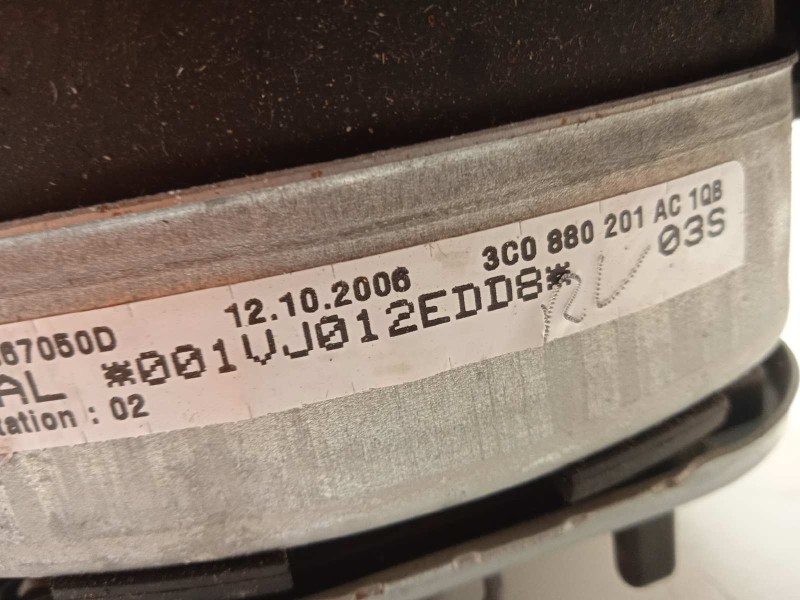 67050D 12.10.2006 3C0 880 201 AC 1QB
AL *001VJ012EDD8* 03S
ation : 02